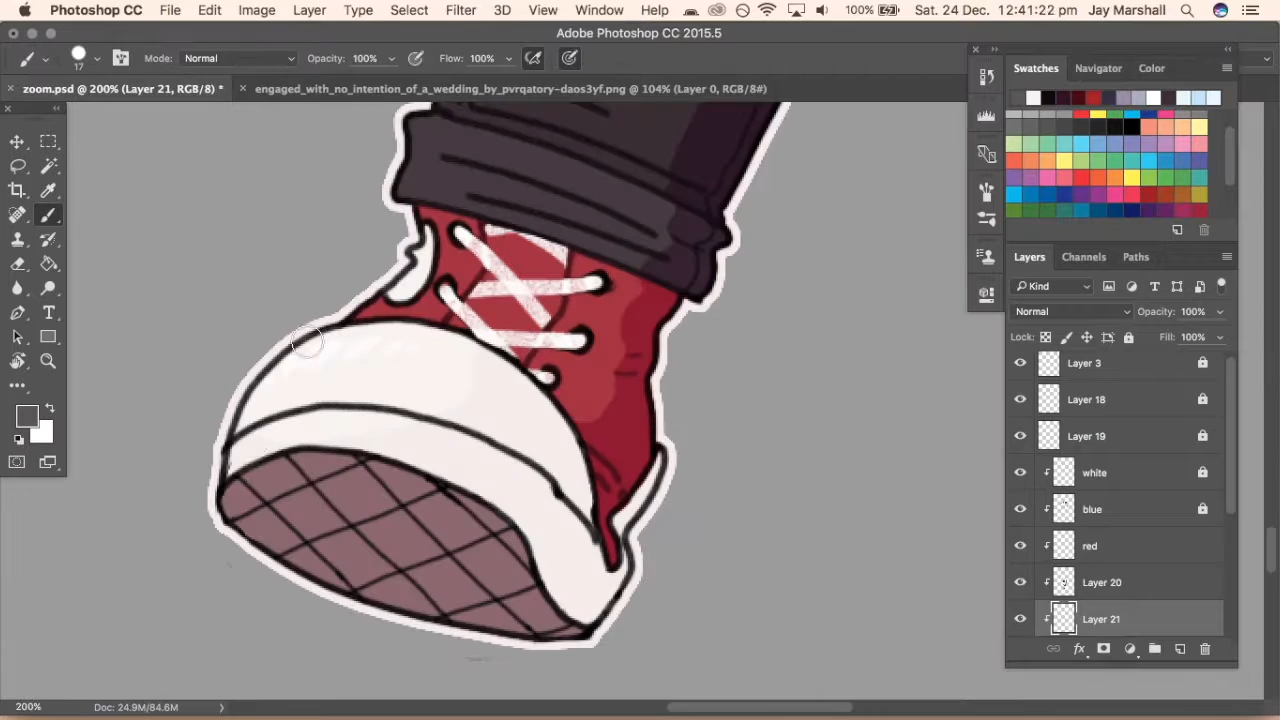 Photoshop CC File Edit Image Layer Type Select Filter 3D View Window Help 100% Sat. 24 Dec. 12:41:22 pm Jay Marshall
Adobe Photoshop CC 2015.5
17 Mode: Normal Opacity: 100% Flow: 100%
zoom.psd @ 200% (Layer 21, RGB/8) * engaged_with_no_intention_of_a_wedding_by_pvrqatory-daos3yf.png @ 104% (Layer 0, RGB/8#)
Swatches Navigator Color
Layers Channels Paths
Kind
Normal Opacity: 100%
Lock: Fill: 100%
Layer 3
Layer 18
Layer 19
white
blue
red
Layer 20
Layer 21
200% Doc: 24.9M/84.6M